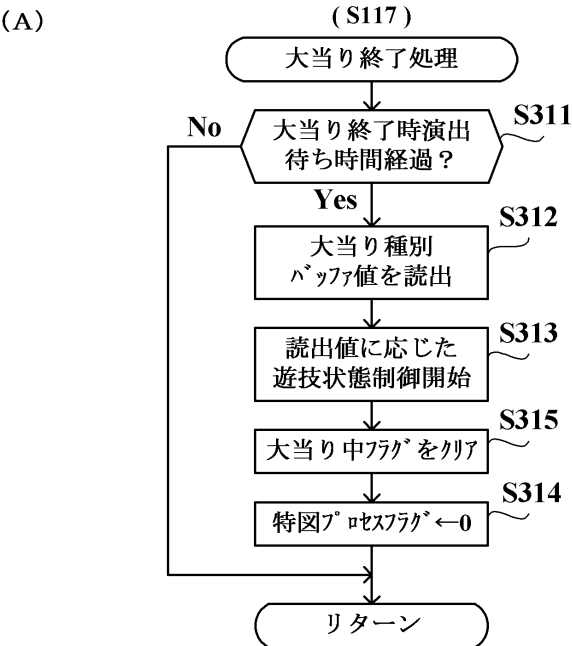 (A)
(S117)
大当り終了処理
大当り終了時演出
待ち時間経過？
S311
No
Yes
大当り種別
ﾊﾞｯﾌｧ値を読出
S312
読出値に応じた
遊技状態制御開始
S313
大当り中ﾌﾗｸﾞをｸﾘｱ
S315
特図ﾌﾟﾛｾｽﾌﾗｸﾞ←0
S314
リターン